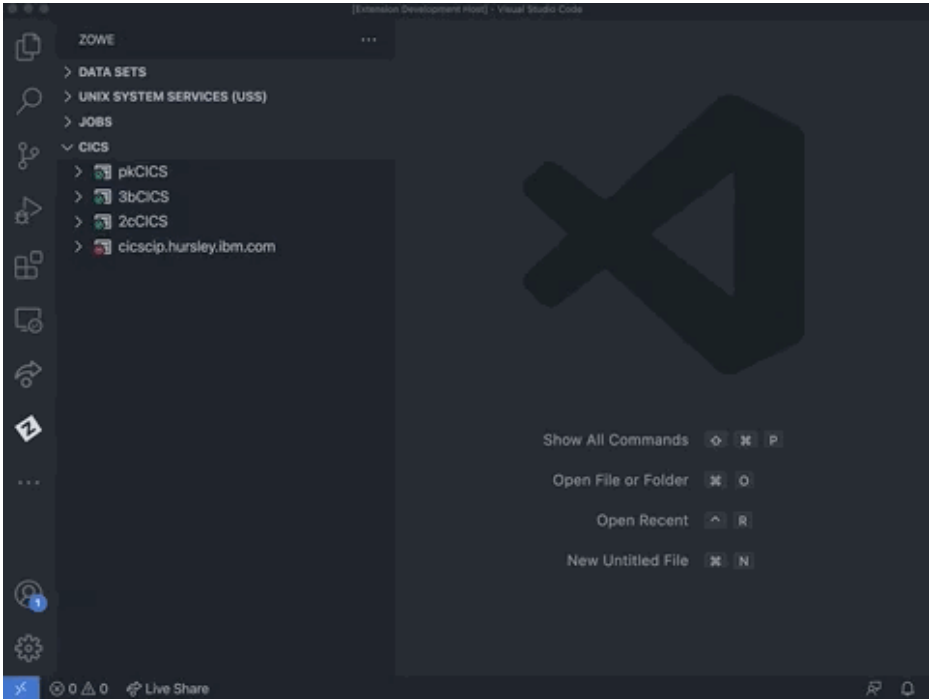 [Extension Development Host] - Visual Studio Code
ZOWE
DATA SETS
UNIX SYSTEM SERVICES (USS)
JOBS
CICS
pkCICS
3bCICS
2cCICS
cicscip.hursley.ibm.com
Show All Commands ⇧ ⌘ P
Open File or Folder ⌘ O
Open Recent ^ R
New Untitled File ⌘ N
Z
1
0 0 Live Share